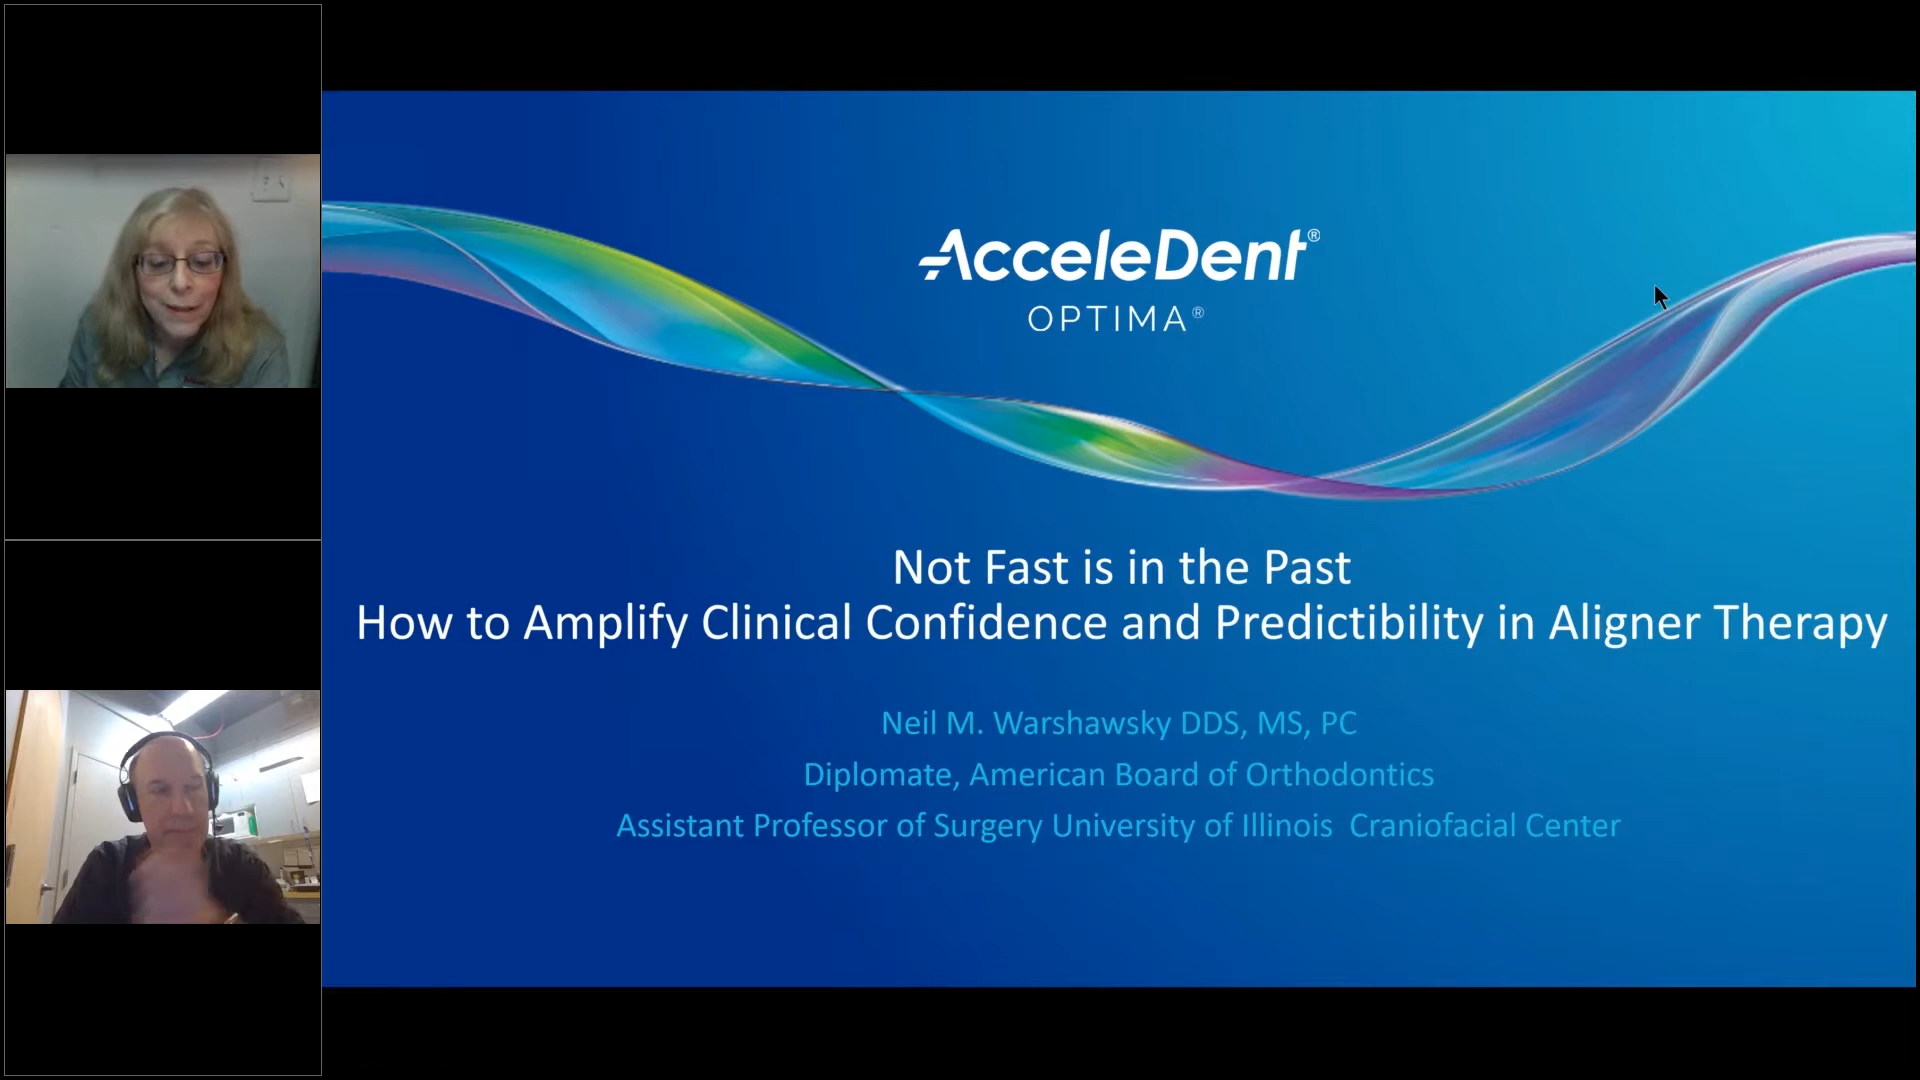 AcceleDent®
OPTIMA®
Not Fast is in the Past
How to Amplify Clinical Confidence and Predictibility in Aligner Therapy
Neil M. Warshawsky DDS, MS, PC
Diplomate, American Board of Orthodontics
Assistant Professor of Surgery University of Illinois Craniofacial Center